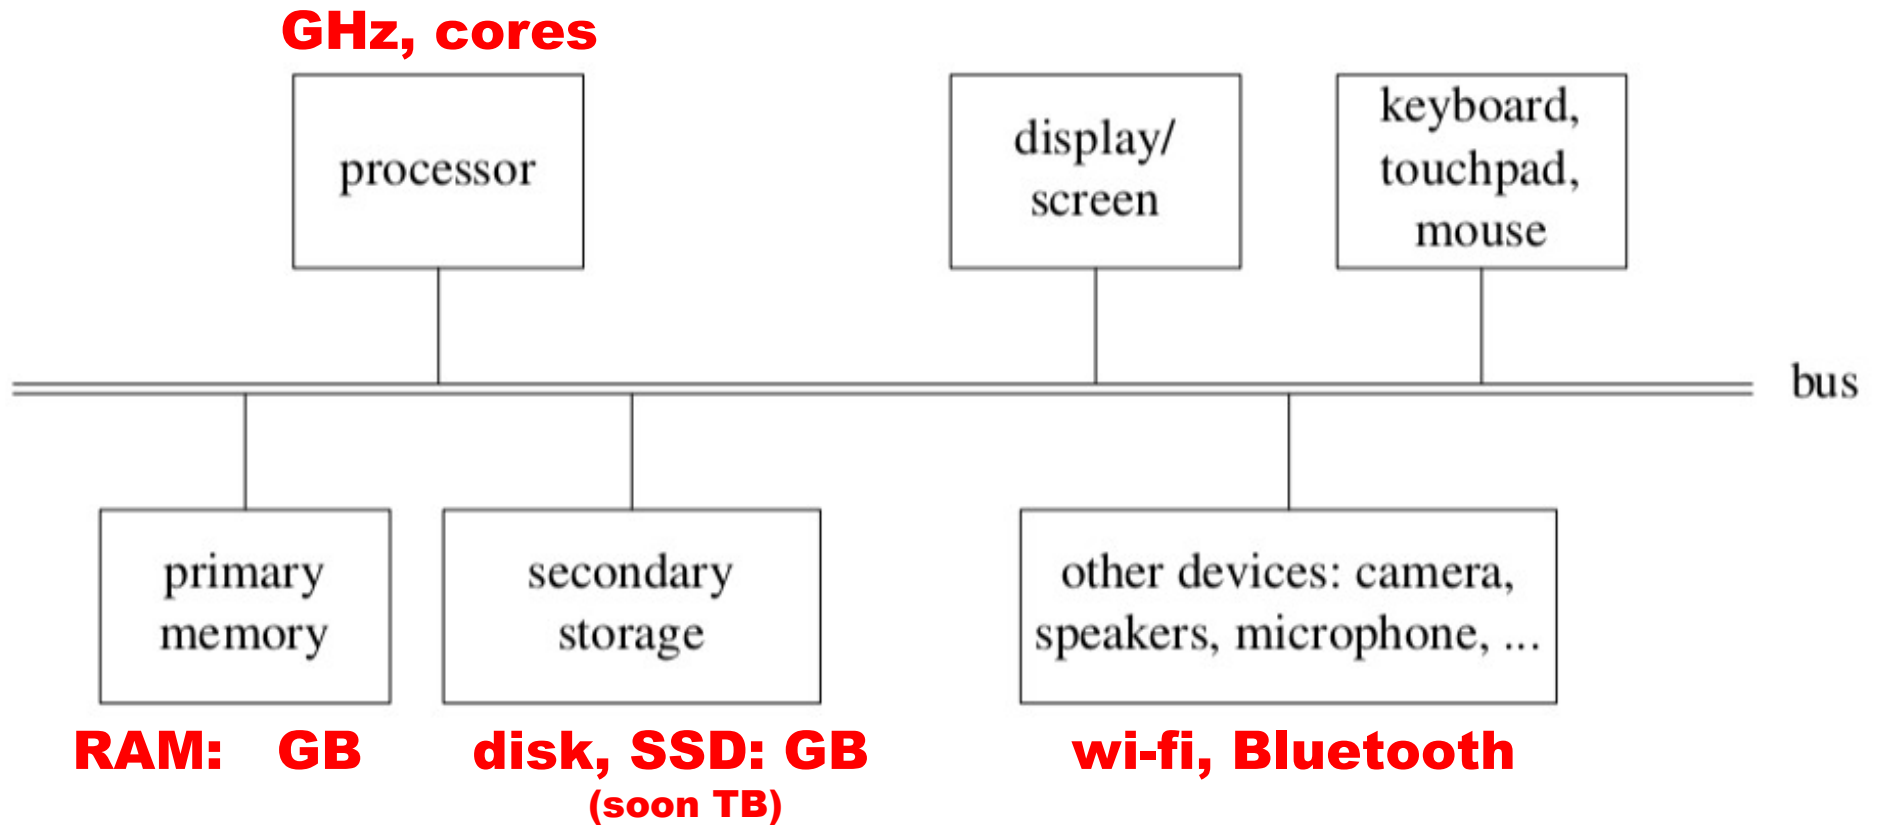 GHz, cores
processor
display/
screen
keyboard,
touchpad,
mouse
bus
primary
memory
secondary
storage
other devices: camera,
speakers, microphone, ...
RAM: GB
disk, SSD: GB
(soon TB)
wi-fi, Bluetooth